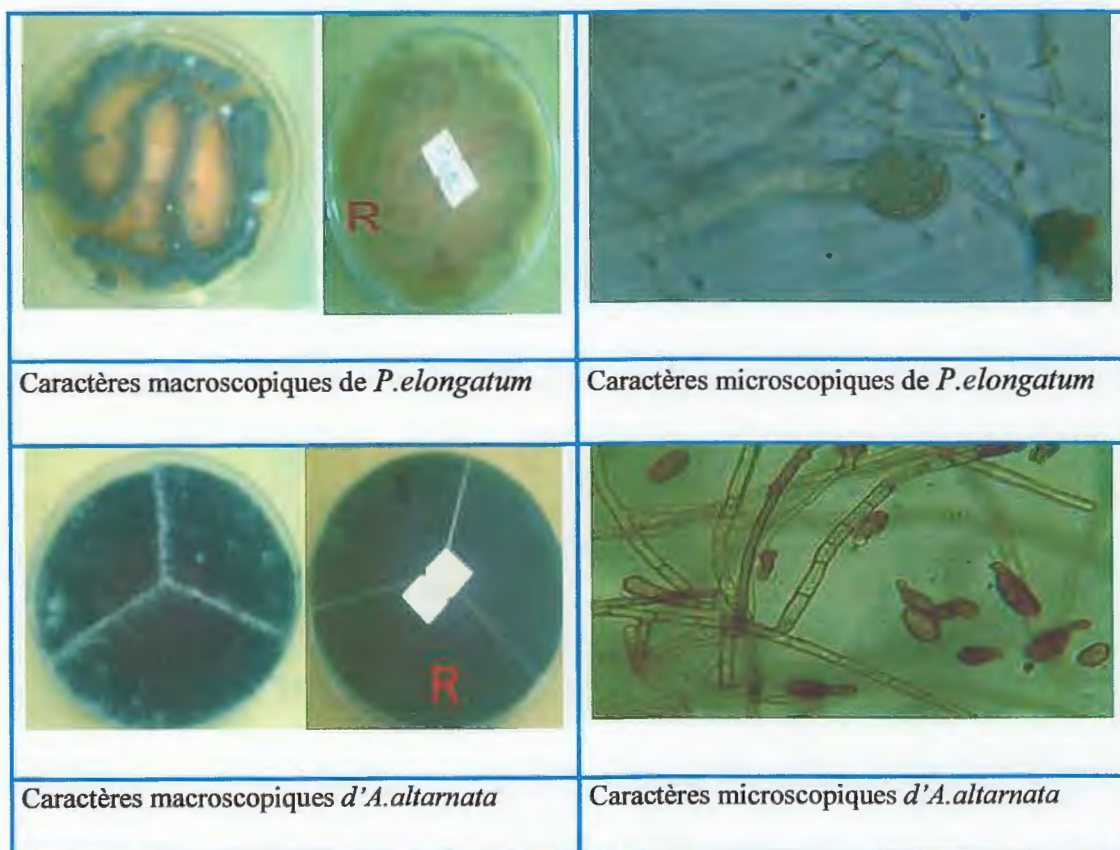 R
Caractères macroscopiques de P.elongatum
Caractères microscopiques de P.elongatum
R
Caractères macroscopiques d'A.altarnata
Caractères microscopiques d'A.altarnata